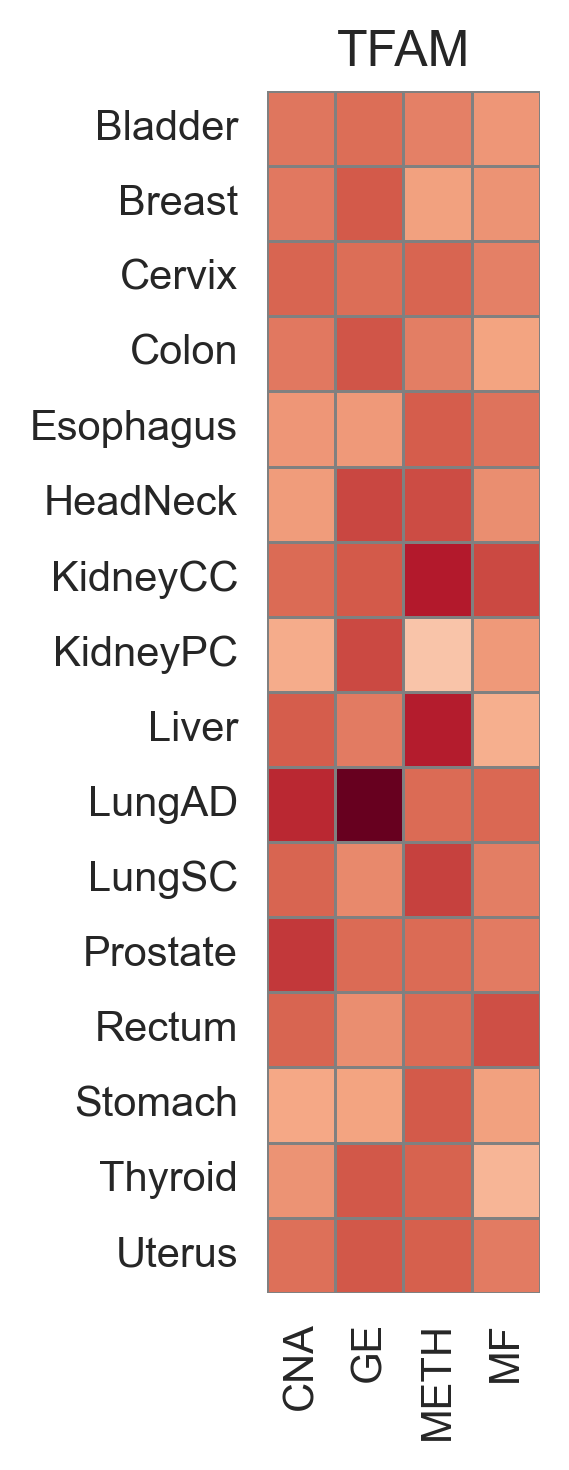 TFAM
Bladder
Breast
Cervix
Colon
Esophagus
HeadNeck
KidneyCC
KidneyPC
Liver
LungAD
LungSC
Prostate
Rectum
Stomach
Thyroid
Uterus
CNA
GE
METH
MF